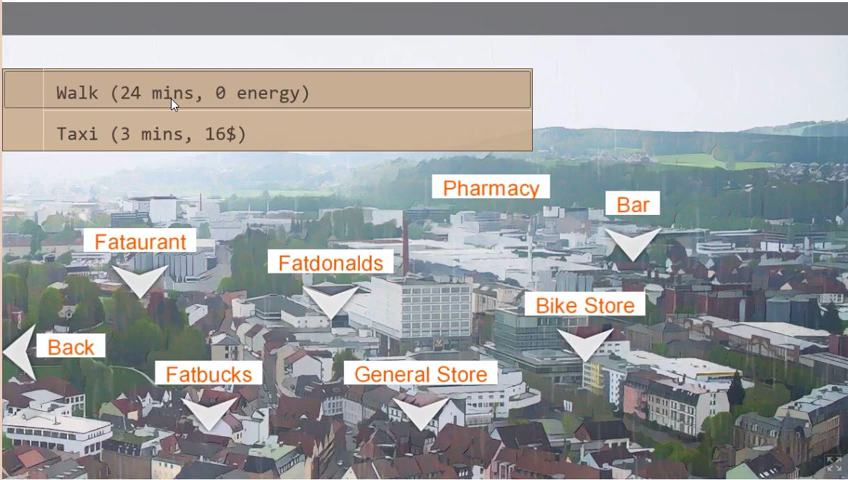 Walk (24 mins, 0 energy)
Taxi (3 mins, 16$)
Pharmacy
Bar
Fataurant
Fatdonalds
Bike Store
Back
Fatbucks
General Store